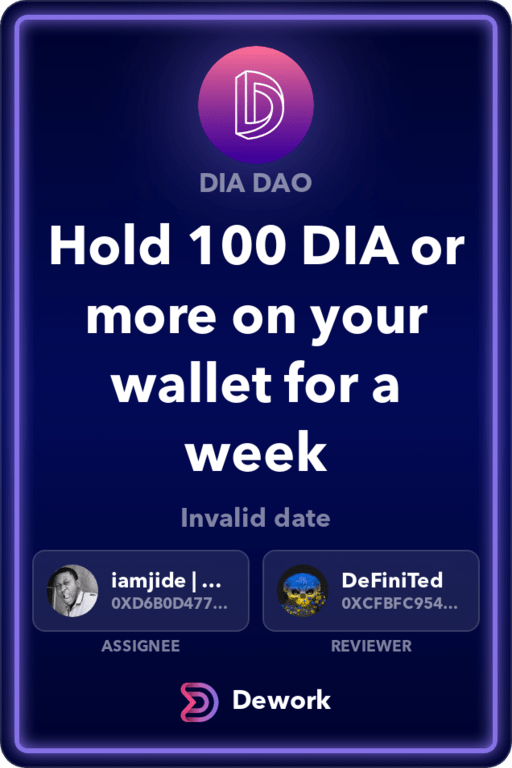 DIA DAO
Hold 100 DIA or
more on your
wallet for a
week
Invalid date
iamjide | ...
0XD6B0D477...
DeFiniTed
0XCFBFC954...
ASSIGNEE
REVIEWER
Dework